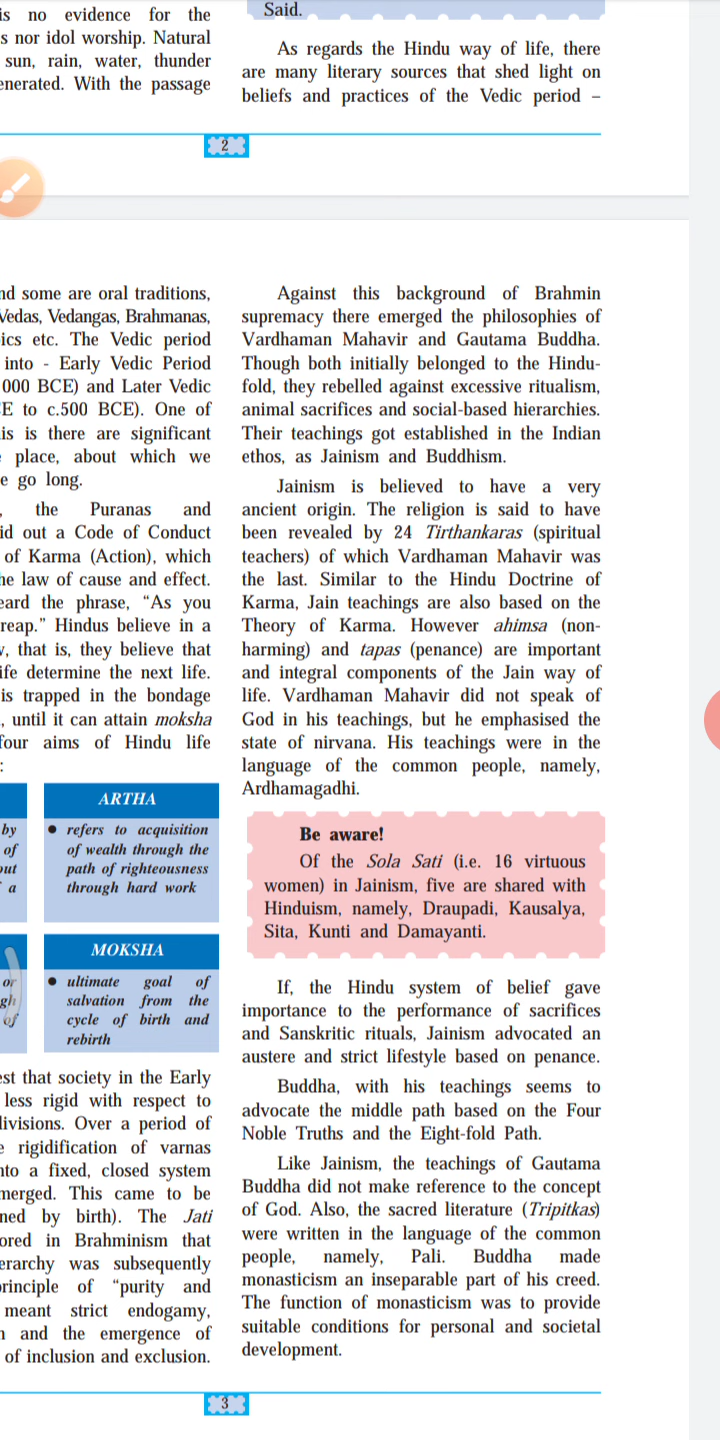 is no evidence for the
s nor idol worship. Natural
sun, rain, water, thunder
enerated. With the passage
Said.
As regards the Hindu way of life, there
are many literary sources that shed light on
beliefs and practices of the Vedic period –
2
nd some are oral traditions,
Vedas, Vedangas, Brahmanas,
ics etc. The Vedic period
into - Early Vedic Period
000 BCE) and Later Vedic
E to c.500 BCE). One of
is is there are significant
e place, about which we
e go long.
, the Puranas and
id out a Code of Conduct
of Karma (Action), which
he law of cause and effect.
eard the phrase, “As you
reap.” Hindus believe in a
y, that is, they believe that
ife determine the next life.
is trapped in the bondage
, until it can attain moksha
four aims of Hindu life
:
by
of
out
a
ARTHA
• refers to acquisition
of wealth through the
path of righteousness
through hard work
or
gh
of
MOKSHA
• ultimate goal of
salvation from the
cycle of birth and
rebirth
est that society in the Early
less rigid with respect to
divisions. Over a period of
e rigidification of varnas
nto a fixed, closed system
merged. This came to be
ned by birth). The Jati
ored in Brahminism that
erarchy was subsequently
principle of “purity and
meant strict endogamy,
n and the emergence of
of inclusion and exclusion.
Against this background of Brahmin
supremacy there emerged the philosophies of
Vardhaman Mahavir and Gautama Buddha.
Though both initially belonged to the Hindu-
fold, they rebelled against excessive ritualism,
animal sacrifices and social-based hierarchies.
Their teachings got established in the Indian
ethos, as Jainism and Buddhism.
Jainism is believed to have a very
ancient origin. The religion is said to have
been revealed by 24 Tirthankaras (spiritual
teachers) of which Vardhaman Mahavir was
the last. Similar to the Hindu Doctrine of
Karma, Jain teachings are also based on the
Theory of Karma. However ahimsa (non-
harming) and tapas (penance) are important
and integral components of the Jain way of
life. Vardhaman Mahavir did not speak of
God in his teachings, but he emphasised the
state of nirvana. His teachings were in the
language of the common people, namely,
Ardhamagadhi.
Be aware!
Of the Sola Sati (i.e. 16 virtuous
women) in Jainism, five are shared with
Hinduism, namely, Draupadi, Kausalya,
Sita, Kunti and Damayanti.
If, the Hindu system of belief gave
importance to the performance of sacrifices
and Sanskritic rituals, Jainism advocated an
austere and strict lifestyle based on penance.
Buddha, with his teachings seems to
advocate the middle path based on the Four
Noble Truths and the Eight-fold Path.
Like Jainism, the teachings of Gautama
Buddha did not make reference to the concept
of God. Also, the sacred literature (Tripitkas)
were written in the language of the common
people, namely, Pali. Buddha made
monasticism an inseparable part of his creed.
The function of monasticism was to provide
suitable conditions for personal and societal
development.
3